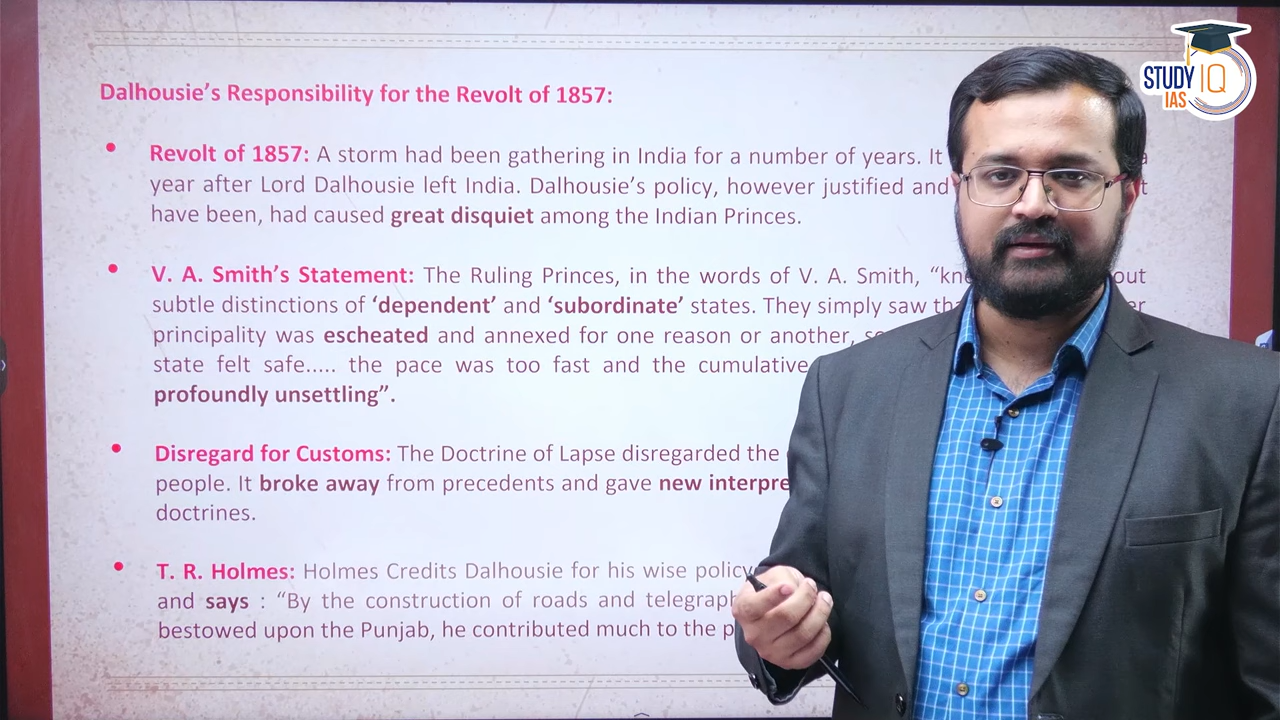 Dalhousie’s Responsibility for the Revolt of 1857:
• Revolt of 1857: A storm had been gathering in India for a number of years. It
year after Lord Dalhousie left India. Dalhousie’s policy, however justified and
have been, had caused great disquiet among the Indian Princes.
• V. A. Smith’s Statement: The Ruling Princes, in the words of V. A. Smith,
subtle distinctions of ‘dependent’ and ‘subordinate’ states. They simply saw
principality was escheated and annexed for one reason or another,
state felt safe..... the pace was too fast and the cumulative
profoundly unsettling”.
• Disregard for Customs: The Doctrine of Lapse disregarded the
people. It broke away from precedents and gave new
doctrines.
• T. R. Holmes: Holmes Credits Dalhousie for his wise policy
and says : “By the construction of roads and
bestowed upon the Punjab, he contributed much to the
STUDY IQ
IAS